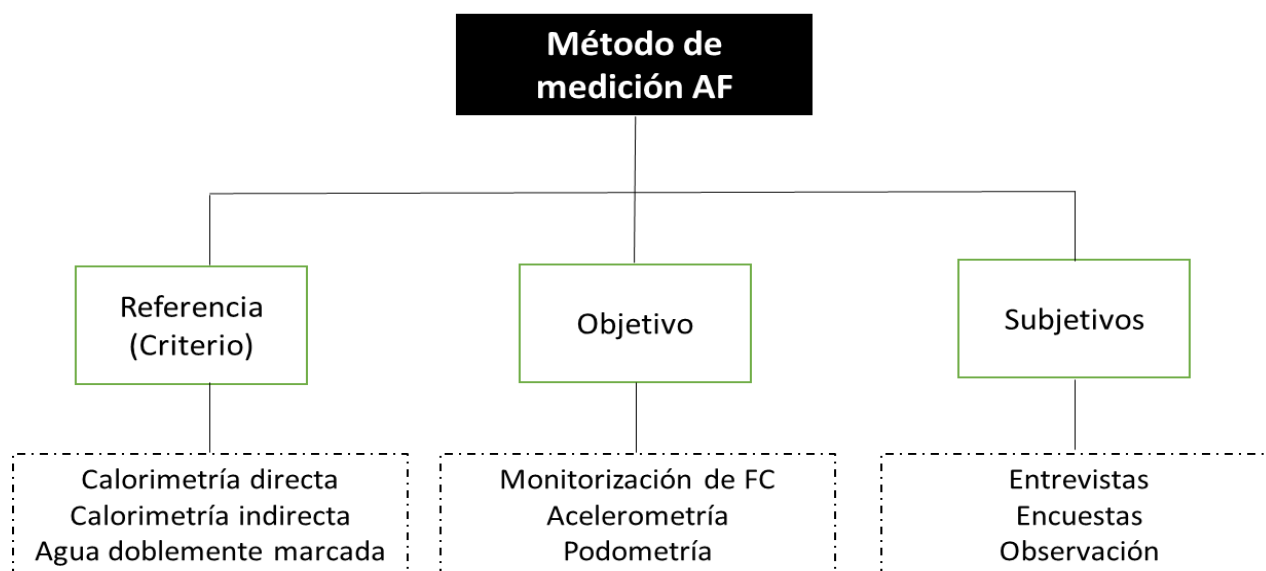 Método de
medición AF
Referencia
(Criterio)
Objetivo
Subjetivos
Calorimetría directa
Calorimetría indirecta
Agua doblemente marcada
Monitorización de FC
Acelerometría
Podometría
Entrevistas
Encuestas
Observación